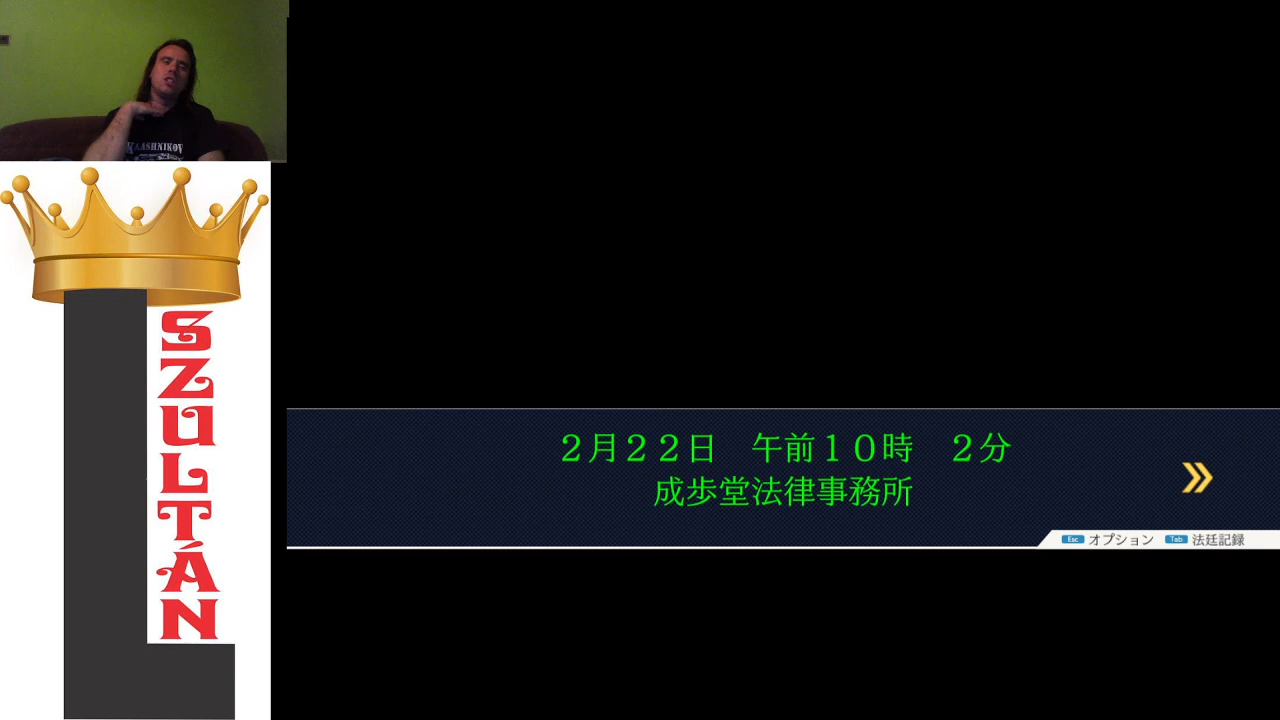 KAASHNIKOV
SZULTÁN
L
２月２２日　午前１０時　２分
成歩堂法律事務所
Esc オプション Tab 法廷記録